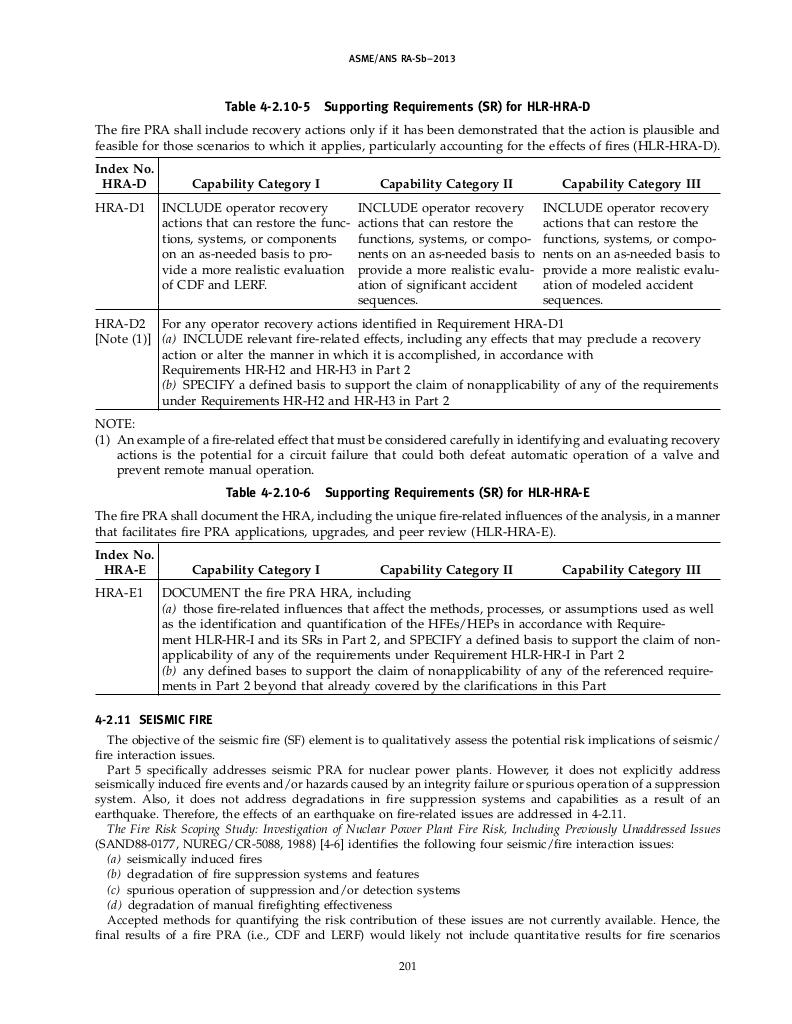 ASME/ANS RA-Sb–2013
Table 4-2.10-5 Supporting Requirements (SR) for HLR-HRA-D
The fire PRA shall include recovery actions only if it has been demonstrated that the action is plausible and
feasible for those scenarios to which it applies, particularly accounting for the effects of fires (HLR-HRA-D).
Index No.
HRA-D Capability Category I Capability Category II Capability Category III
HRA-D1 INCLUDE operator recovery INCLUDE operator recovery INCLUDE operator recovery
actions that can restore the func- actions that can restore the actions that can restore the
tions, systems, or components functions, systems, or compo- functions, systems, or compo-
on an as-needed basis to pro- nents on an as-needed basis to nents on an as-needed basis to
vide a more realistic evaluation provide a more realistic evalu- provide a more realistic evalu-
of CDF and LERF. ation of significant accident ation of modeled accident
sequences. sequences.
HRA-D2 For any operator recovery actions identified in Requirement HRA-D1
[Note (1)] (a) INCLUDE relevant fire-related effects, including any effects that may preclude a recovery
action or alter the manner in which it is accomplished, in accordance with
Requirements HR-H2 and HR-H3 in Part 2
(b) SPECIFY a defined basis to support the claim of nonapplicability of any of the requirements
under Requirements HR-H2 and HR-H3 in Part 2
NOTE:
(1) An example of a fire-related effect that must be considered carefully in identifying and evaluating recovery
actions is the potential for a circuit failure that could both defeat automatic operation of a valve and
prevent remote manual operation.
Table 4-2.10-6 Supporting Requirements (SR) for HLR-HRA-E
The fire PRA shall document the HRA, including the unique fire-related influences of the analysis, in a manner
that facilitates fire PRA applications, upgrades, and peer review (HLR-HRA-E).
Index No.
HRA-E Capability Category I Capability Category II Capability Category III
HRA-E1 DOCUMENT the fire PRA HRA, including
(a) those fire-related influences that affect the methods, processes, or assumptions used as well
as the identification and quantification of the HFEs/HEPs in accordance with Require-
ment HLR-HR-I and its SRs in Part 2, and SPECIFY a defined basis to support the claim of non-
applicability of any of the requirements under Requirement HLR-HR-I in Part 2
(b) any defined bases to support the claim of nonapplicability of any of the referenced require-
ments in Part 2 beyond that already covered by the clarifications in this Part
4-2.11 SEISMIC FIRE
The objective of the seismic fire (SF) element is to qualitatively assess the potential risk implications of seismic/
fire interaction issues.
Part 5 specifically addresses seismic PRA for nuclear power plants. However, it does not explicitly address
seismically induced fire events and/or hazards caused by an integrity failure or spurious operation of a suppression
system. Also, it does not address degradations in fire suppression systems and capabilities as a result of an
earthquake. Therefore, the effects of an earthquake on fire-related issues are addressed in 4-2.11.
The Fire Risk Scoping Study: Investigation of Nuclear Power Plant Fire Risk, Including Previously Unaddressed Issues
(SAND88-0177, NUREG/CR-5088, 1988) [4-6] identifies the following four seismic/fire interaction issues:
(a) seismically induced fires
(b) degradation of fire suppression systems and features
(c) spurious operation of suppression and/or detection systems
(d) degradation of manual firefighting effectiveness
Accepted methods for quantifying the risk contribution of these issues are not currently available. Hence, the
final results of a fire PRA (i.e., CDF and LERF) would likely not include quantitative results for fire scenarios
201